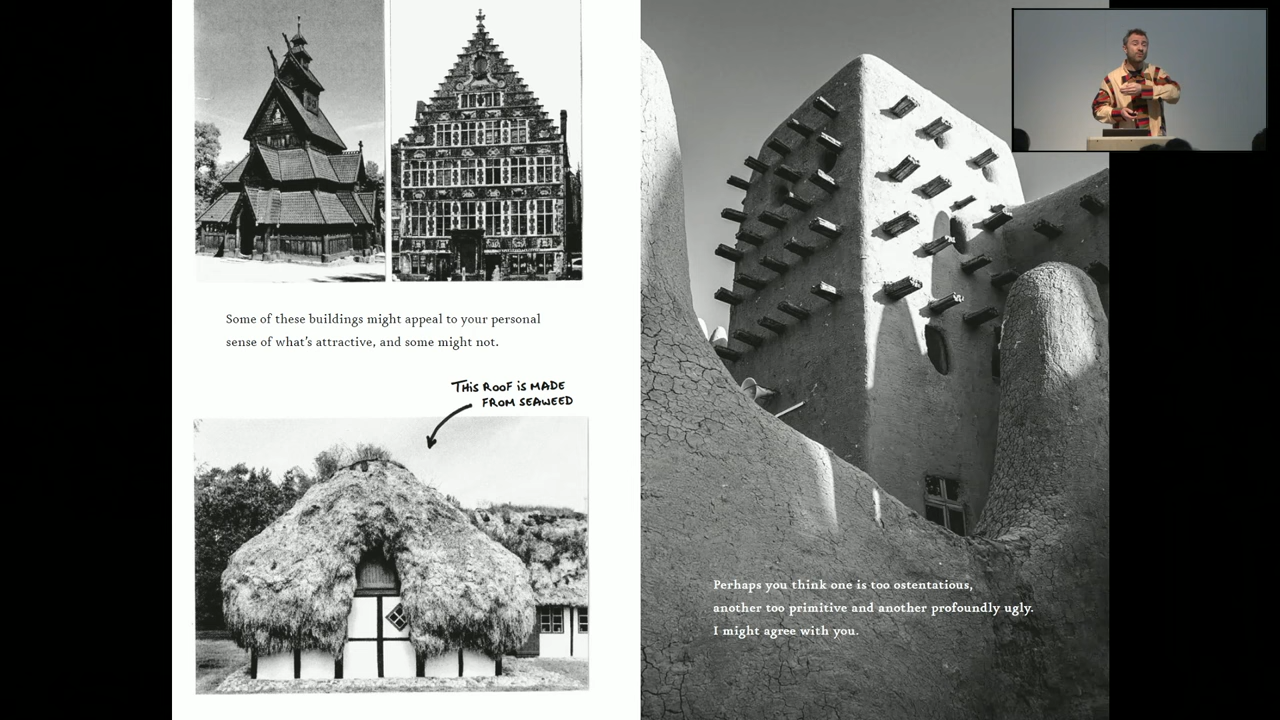 Some of these buildings might appeal to your personal
sense of what's attractive, and some might not.
THIS ROOF IS MADE
FROM SEAWEED
Perhaps you think one is too ostentatious,
another too primitive and another profoundly ugly.
I might agree with you.